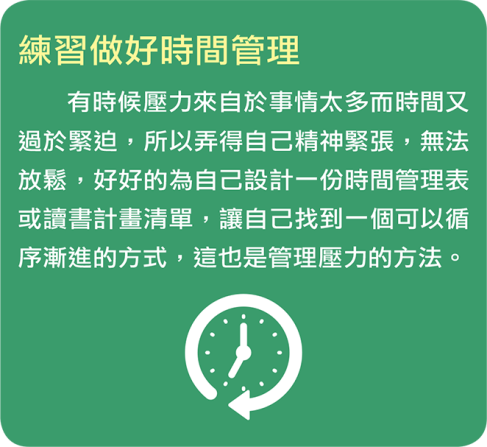 練習做好時間管理
有時候壓力來自於事情太多而時間又
過於緊迫，所以弄得自己精神緊張，無法
放鬆，好好的為自己設計一份時間管理表
或讀書計畫清單，讓自己找到一個可以循
序漸進的方式，這也是管理壓力的方法。